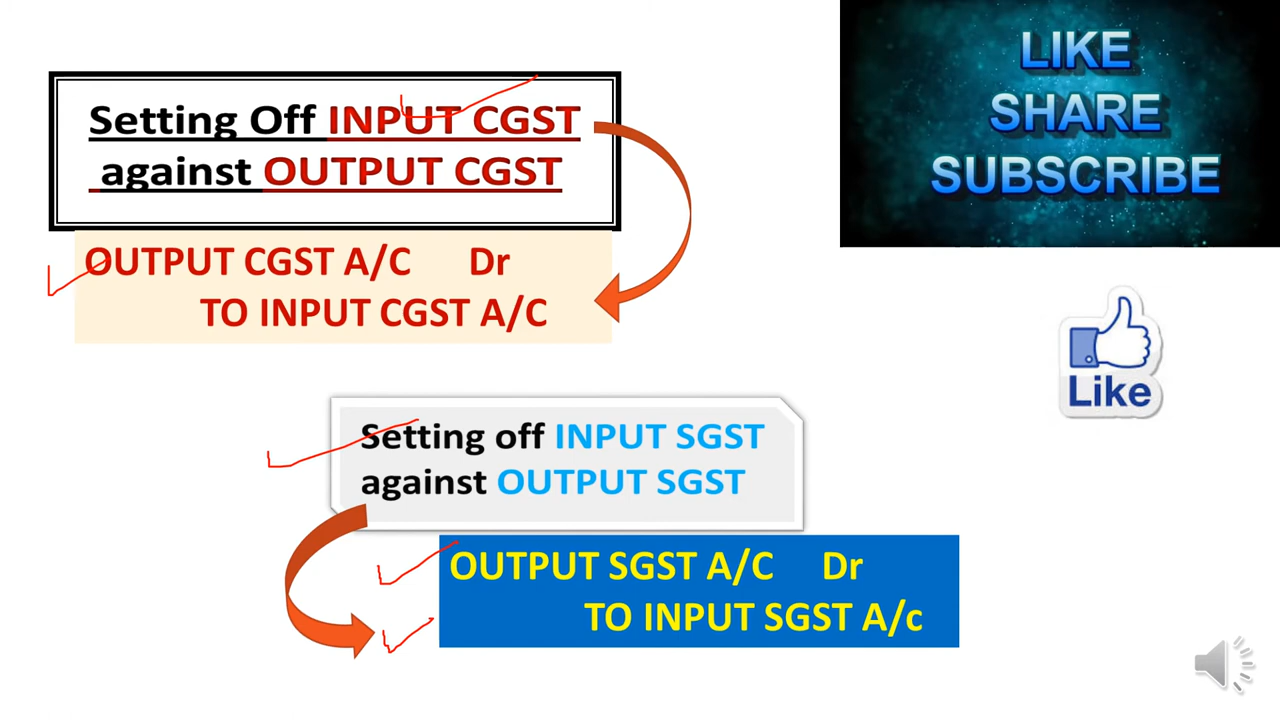 Setting Off INPUT CGST
against OUTPUT CGST
OUTPUT CGST A/C Dr
TO INPUT CGST A/C
LIKE
SHARE
SUBSCRIBE
Like
Setting off INPUT SGST
against OUTPUT SGST
OUTPUT SGST A/C Dr
TO INPUT SGST A/c